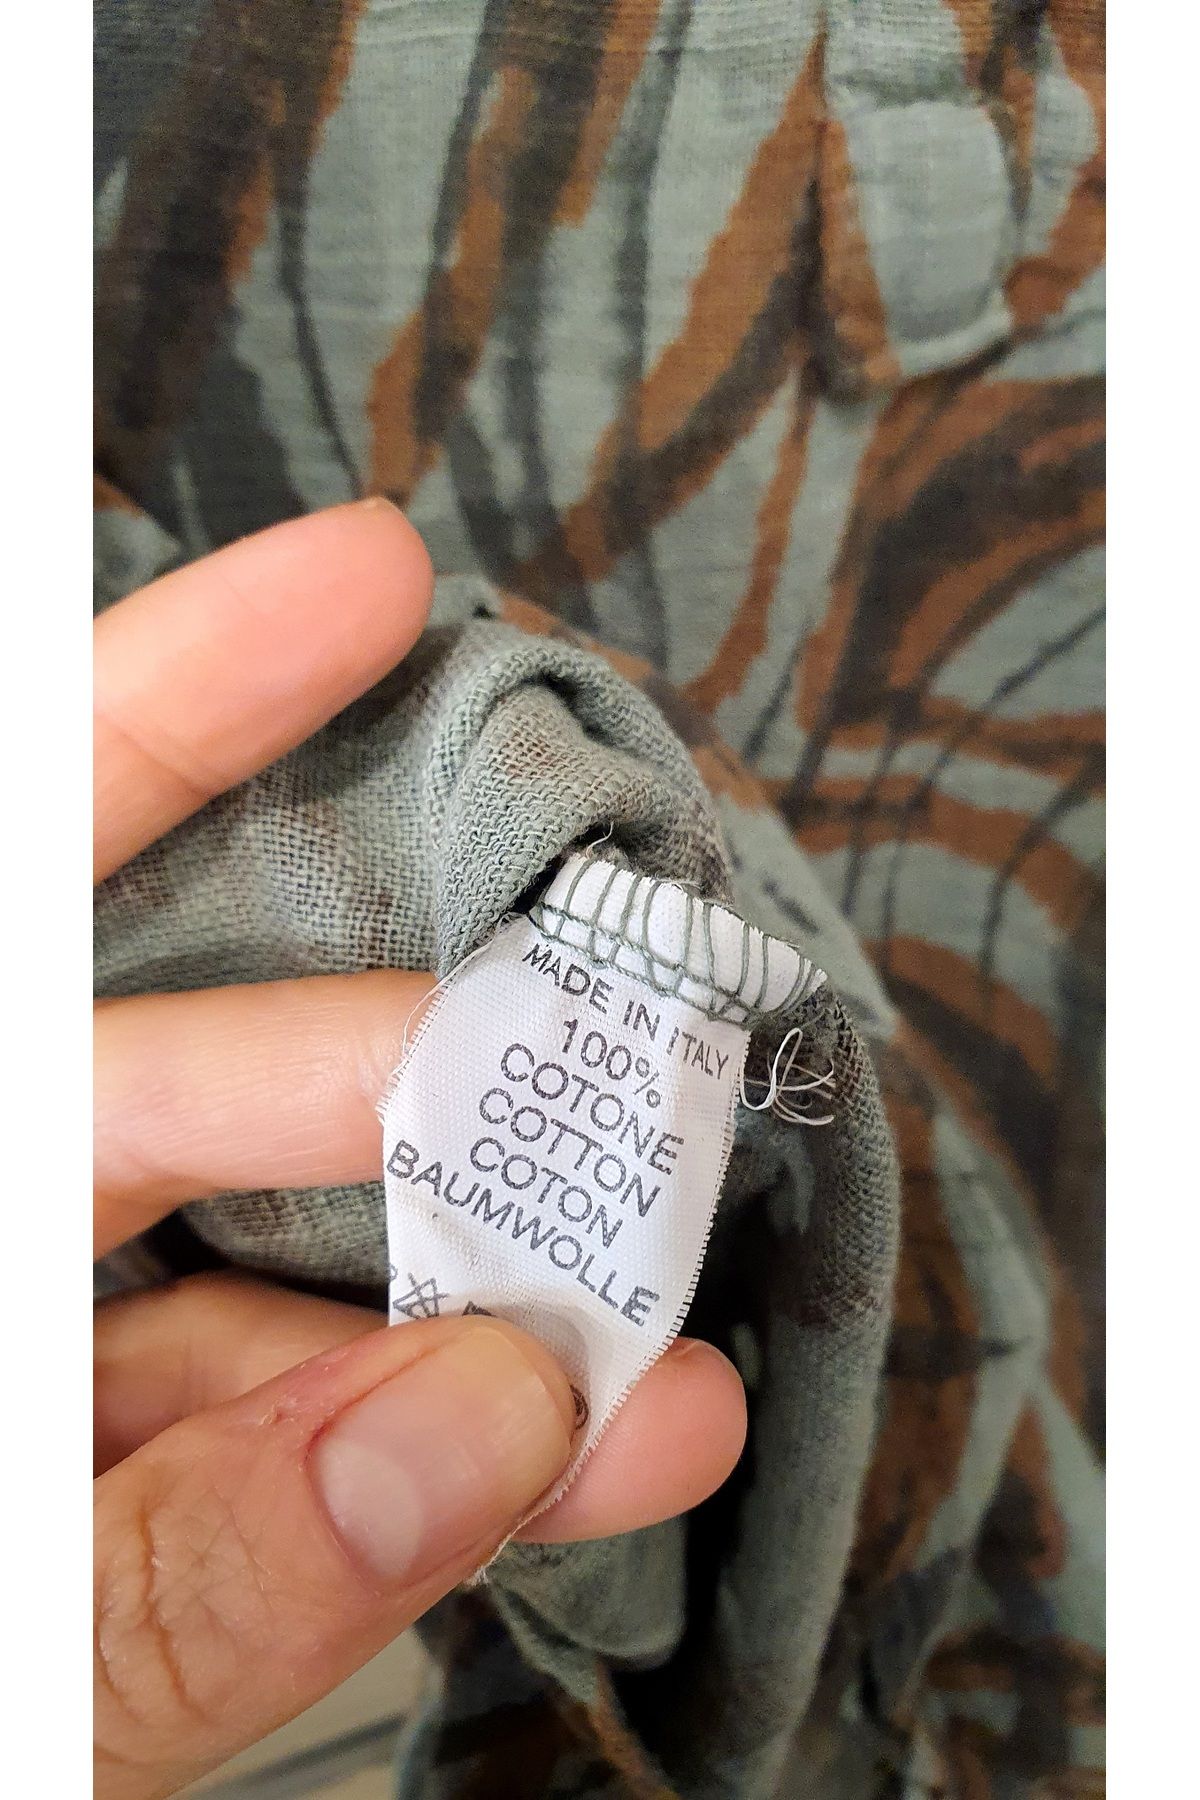 MADE IN ITALY
100%
COTONE
COTTON
COTON
BAUMWOLLE